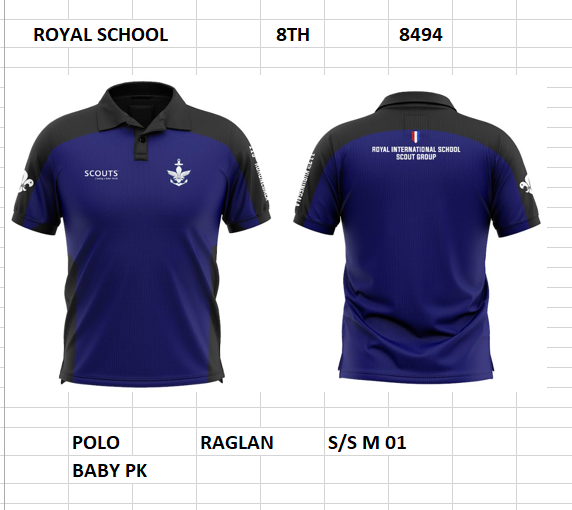 ROYAL SCHOOL 8TH 8494
SCOUTS
ROYAL INTERNATIONAL SCHOOL
SCOUT GROUP
POLO RAGLAN S/S M 01
BABY PK